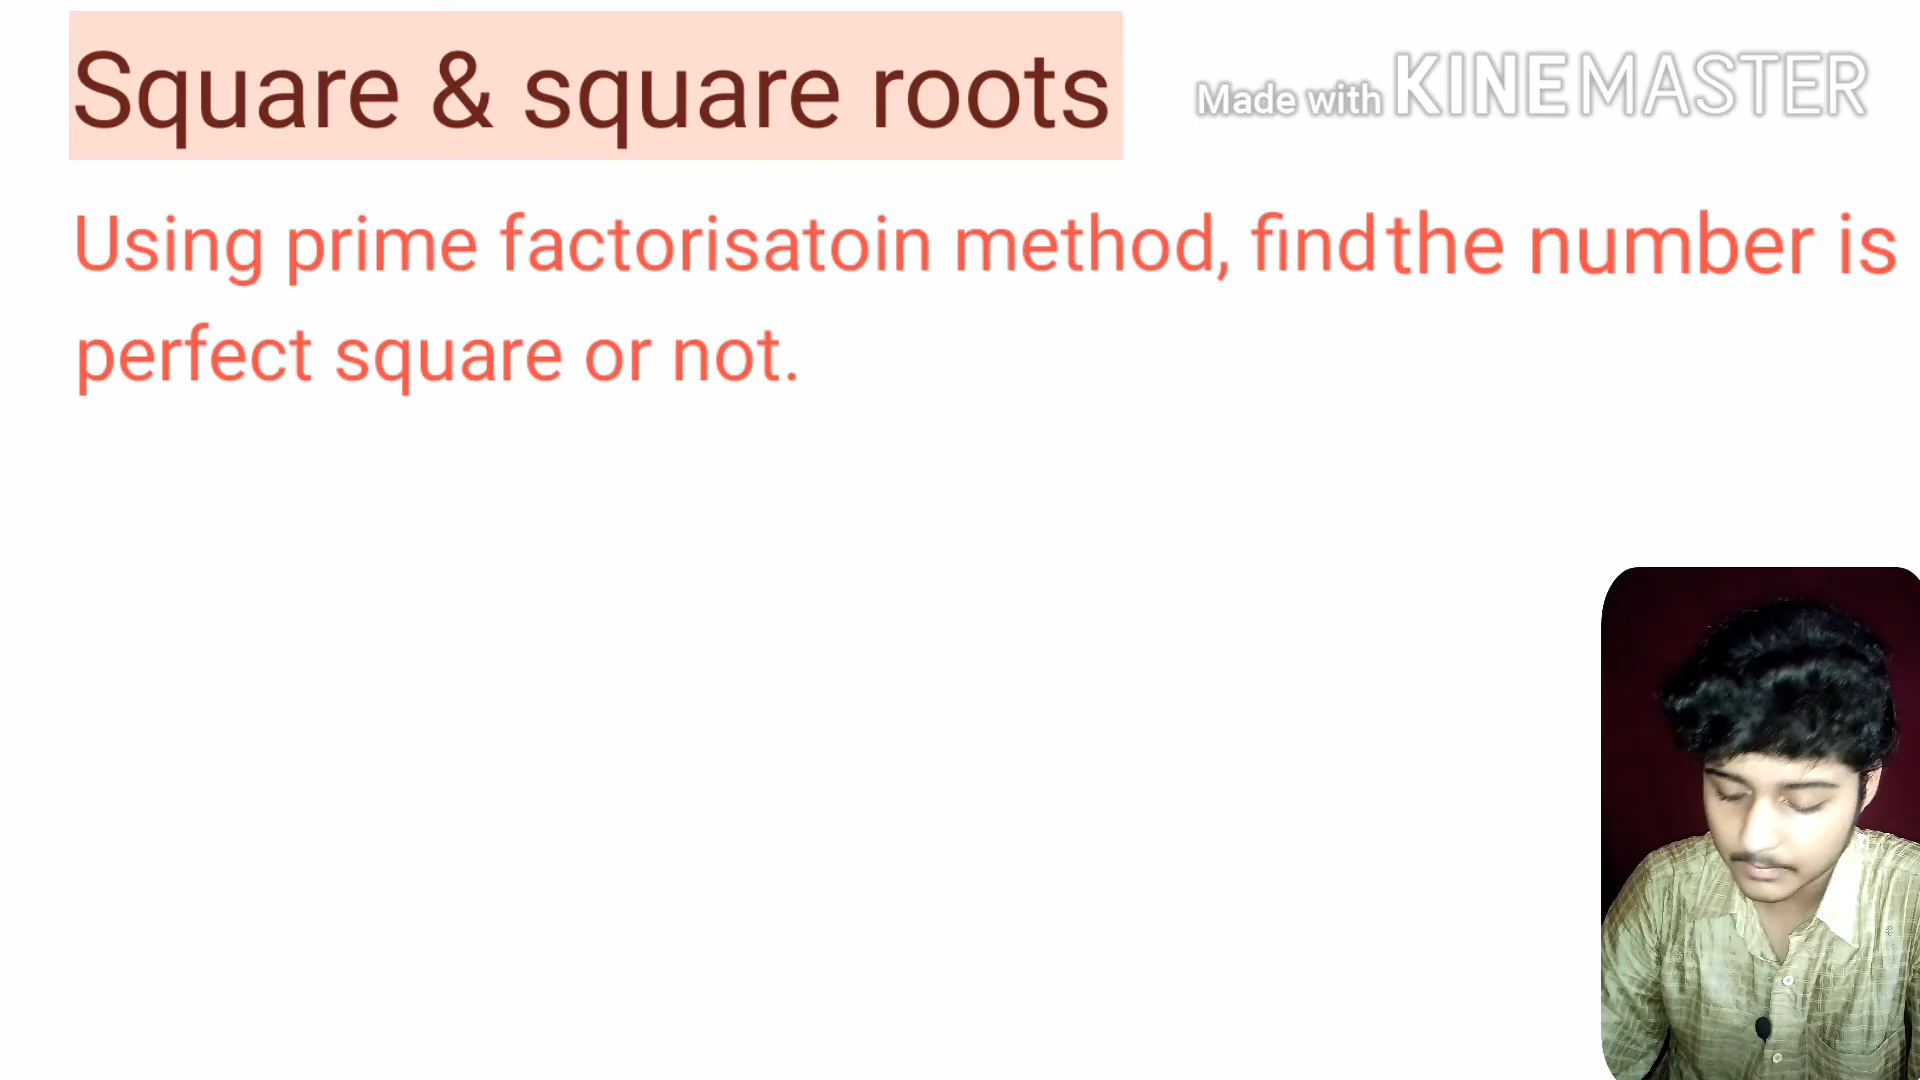 Square & square roots
Made with KINEMASTER
Using prime factorisatoin method, find the number is
perfect square or not.